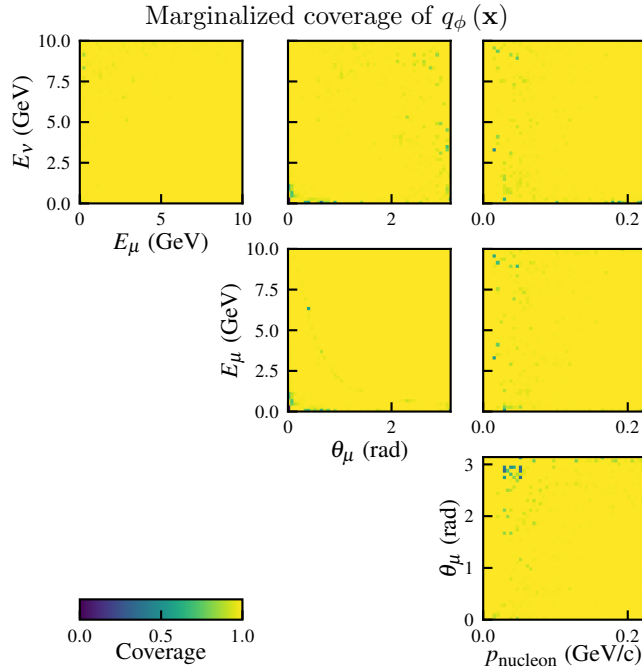 Marginalized coverage of q_ϕ (x)
10.0
7.5
5.0
2.5
0.0
E_ν (GeV)
0 5 10
E_μ (GeV)
0 2
0.0 0.2
10.0
7.5
5.0
2.5
0.0
E_μ (GeV)
0 2
θ_μ (rad)
0.0 0.2
3
2
1
0
θ_μ (rad)
0.0 0.2
p_nucleon (GeV/c)
0.0 0.5 1.0
Coverage